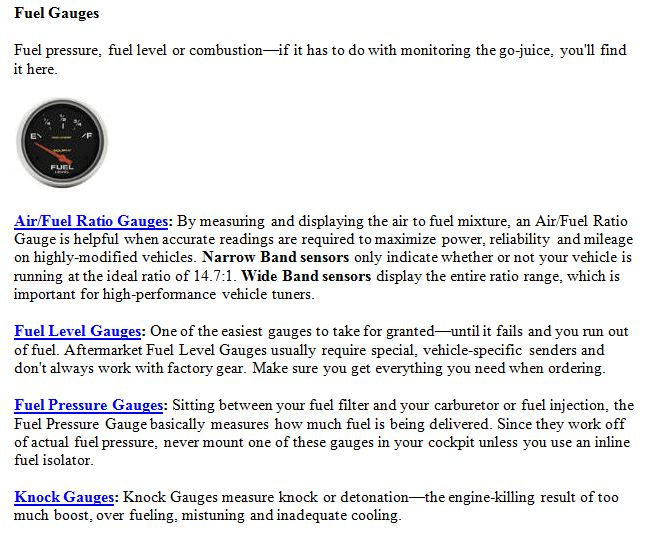 Fuel Gauges
Fuel pressure, fuel level or combustion—if it has to do with monitoring the go-juice, you'll find
it here.
1/4 1/2 3/4
E F
FUEL
LEVEL
Air/Fuel Ratio Gauges: By measuring and displaying the air to fuel mixture, an Air/Fuel Ratio
Gauge is helpful when accurate readings are required to maximize power, reliability and mileage
on highly-modified vehicles. Narrow Band sensors only indicate whether or not your vehicle is
running at the ideal ratio of 14.7:1. Wide Band sensors display the entire ratio range, which is
important for high-performance vehicle tuners.
Fuel Level Gauges: One of the easiest gauges to take for granted—until it fails and you run out
of fuel. Aftermarket Fuel Level Gauges usually require special, vehicle-specific senders and
don't always work with factory gear. Make sure you get everything you need when ordering.
Fuel Pressure Gauges: Sitting between your fuel filter and your carburetor or fuel injection, the
Fuel Pressure Gauge basically measures how much fuel is being delivered. Since they work off
of actual fuel pressure, never mount one of these gauges in your cockpit unless you use an inline
fuel isolator.
Knock Gauges: Knock Gauges measure knock or detonation—the engine-killing result of too
much boost, over fueling, mistuning and inadequate cooling.